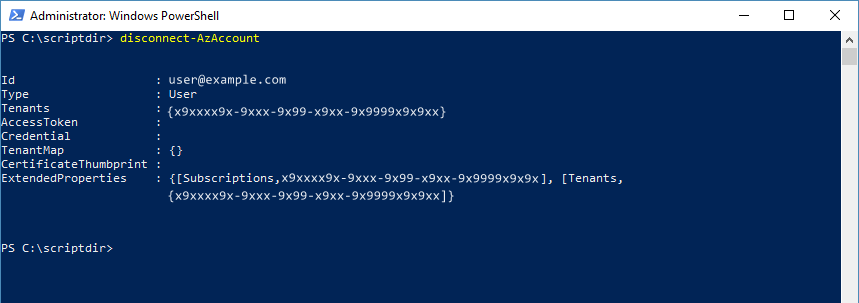 Administrator: Windows PowerShell
PS C:\scriptdir> disconnect-AzAccount
Id : user@example.com
Type : User
Tenants : {x9xxxx9x-9xxx-9x99-x9xx-9x9999x9x9xx}
AccessToken :
Credential :
TenantMap : {}
CertificateThumbprint :
ExtendedProperties : {[Subscriptions,x9xxxx9x-9xxx-9x99-x9xx-9x9999x9x9x], [Tenants,
{x9xxxx9x-9xxx-9x99-x9xx-9x9999x9x9xx]}
PS C:\scriptdir>